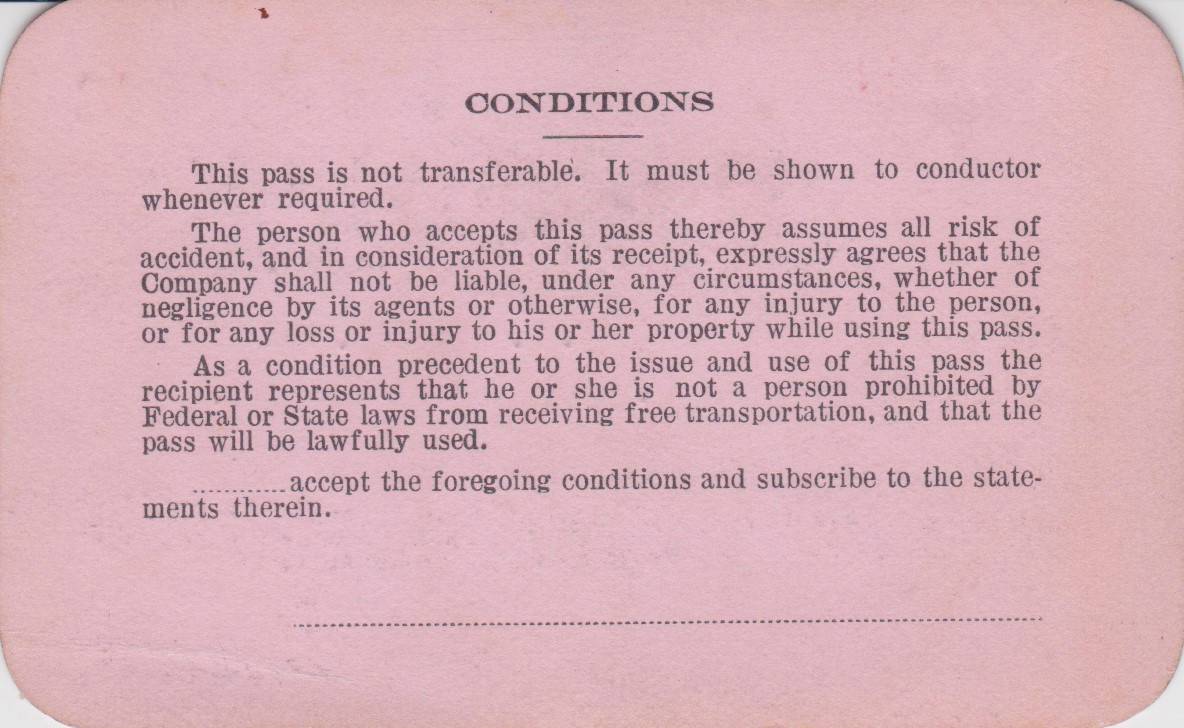 CONDITIONS
This pass is not transferable. It must be shown to conductor
whenever required.
The person who accepts this pass thereby assumes all risk of
accident, and in consideration of its receipt, expressly agrees that the
Company shall not be liable, under any circumstances, whether of
negligence by its agents or otherwise, for any injury to the person,
or for any loss or injury to his or her property while using this pass.
As a condition precedent to the issue and use of this pass the
recipient represents that he or she is not a person prohibited by
Federal or State laws from receiving free transportation, and that the
pass will be lawfully used.
...........accept the foregoing conditions and subscribe to the state-
ments therein.